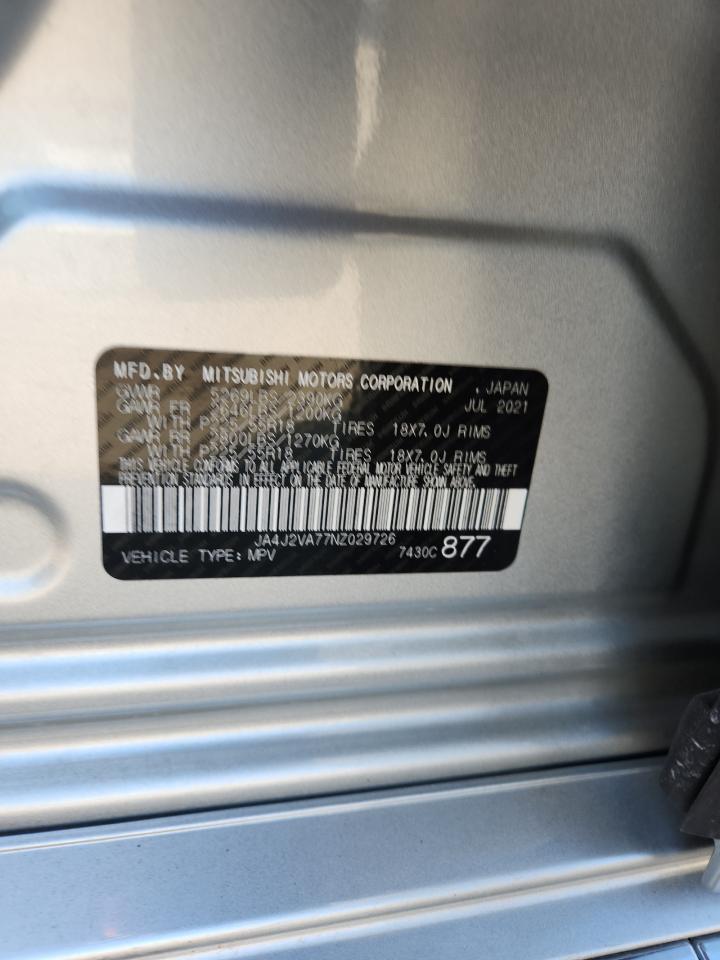 MFD.BY MITSUBISHI MOTORS CORPORATION , JAPAN
GVWR 5269LBS/2390KG JUL 2021
GAWR FR 2646LBS/1200KG
WITH P225/55R18 TIRES 18X7.0J RIMS
GAWR RR 2800LBS/1270KG
WITH P225/55R18 TIRES 18X7.0J RIMS
THIS VEHICLE CONFORMS TO ALL APPLICABLE FEDERAL MOTOR VEHICLE SAFETY AND THEFT
PREVENTION STANDARDS IN EFFECT ON THE DATE OF MANUFACTURE SHOWN ABOVE.
JA4J2VA77NZ029726
VEHICLE TYPE: MPV 7430C 877